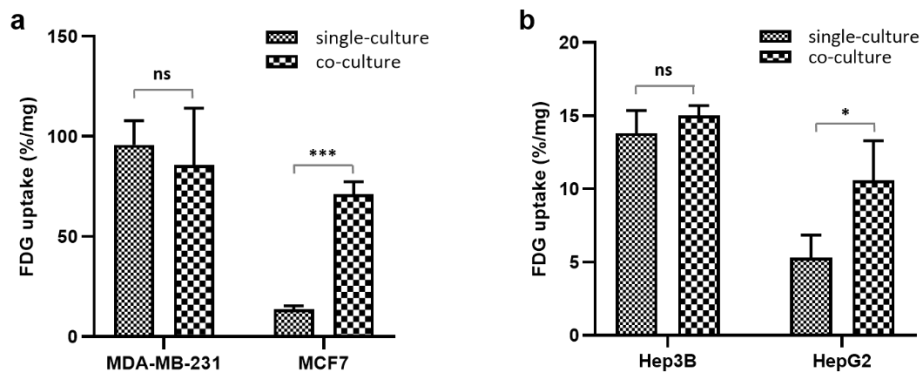 a
FDG uptake (%/mg)
150
100
50
0
single-culture
co-culture
ns
***
MDA-MB-231
MCF7
b
FDG uptake (%/mg)
20
15
10
5
0
single-culture
co-culture
ns
*
Hep3B
HepG2